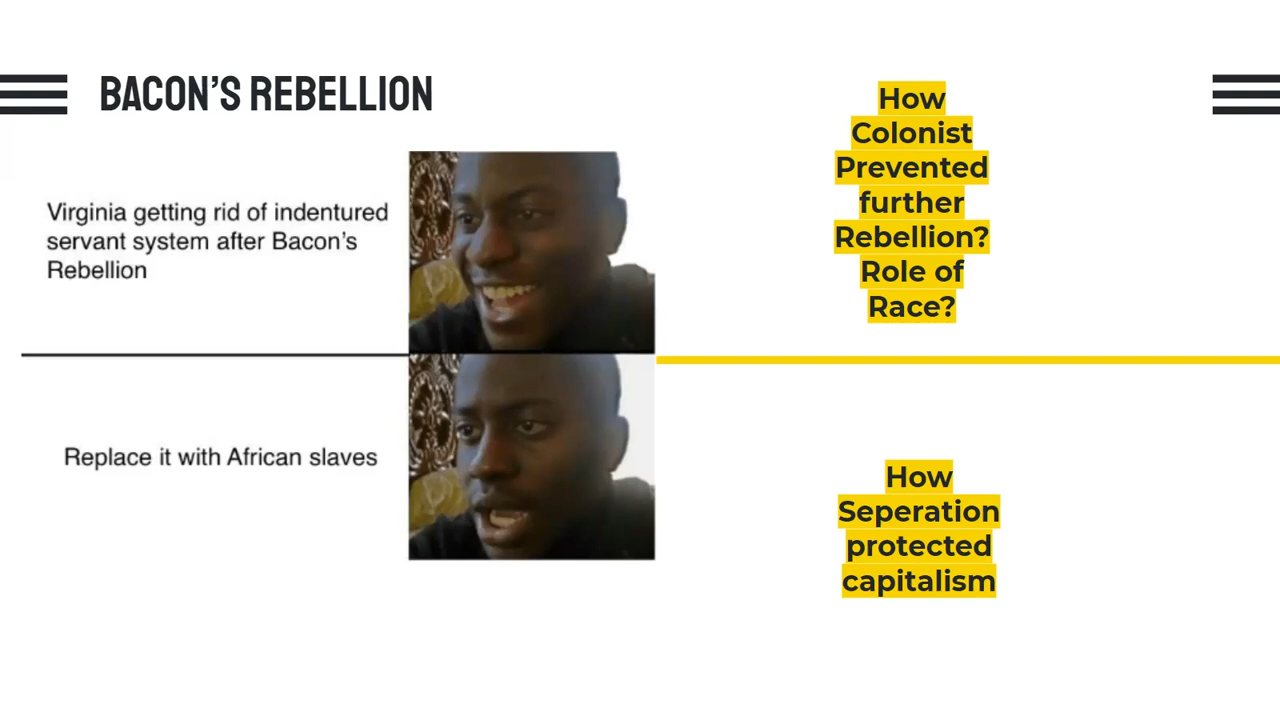 BACON'S REBELLION
Virginia getting rid of indentured
servant system after Bacon's
Rebellion
Replace it with African slaves
How
Colonist
Prevented
further
Rebellion?
Role of
Race?
How
Seperation
protected
capitalism